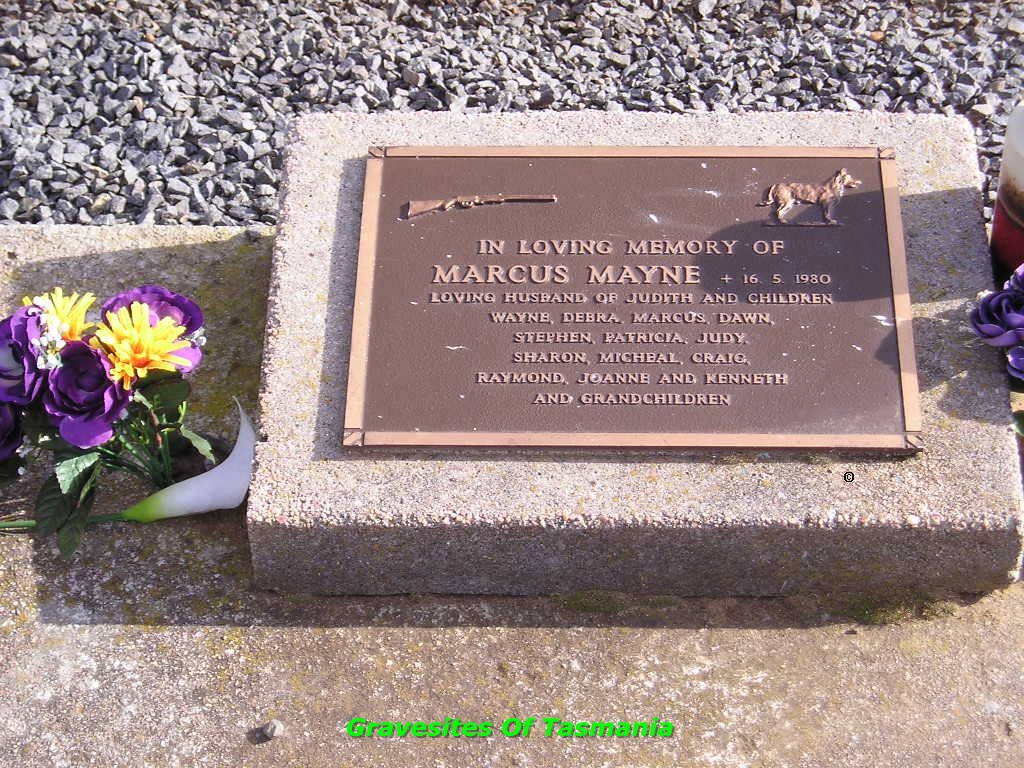 IN LOVING MEMORY OF
MARCUS MAYNE + 16. 5. 1980
LOVING HUSBAND OF JUDITH AND CHILDREN
WAYNE, DEBRA, MARCUS, DAWN,
STEPHEN, PATRICIA, JUDY,
SHARON, MICHEAL, CRAIG,
RAYMOND, JOANNE AND KENNETH
AND GRANDCHILDREN
©
Gravesites Of Tasmania